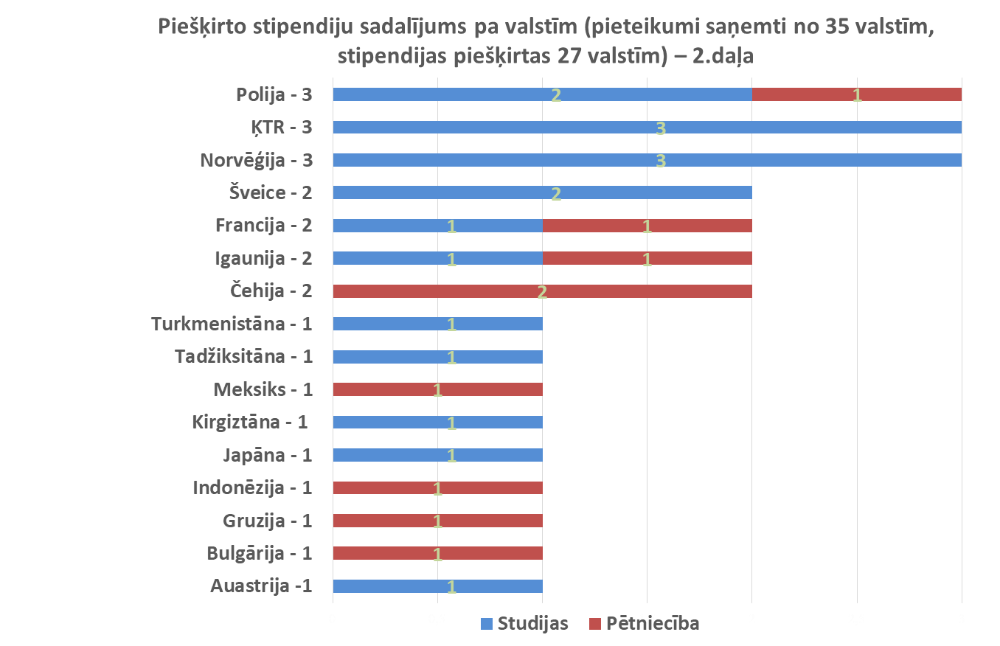 Piešķirto stipendiju sadalījums pa valstīm (pieteikumi saņemti no 35 valstīm,
stipendijas piešķirtas 27 valstīm) – 2.daļa
Polija - 3 2 1
ĶTR - 3 3
Norvēģija - 3 3
Šveice - 2 2
Francija - 2 1 1
Igaunija - 2 1 1
Čehija - 2 2
Turkmenistāna - 1 1
Tadžiksitāna - 1 1
Meksiks - 1 1
Kirgiztāna - 1 1
Japāna - 1 1
Indonēzija - 1 1
Gruzija - 1 1
Bulgārija - 1 1
Auastrija -1 1
Studijas Pētniecība